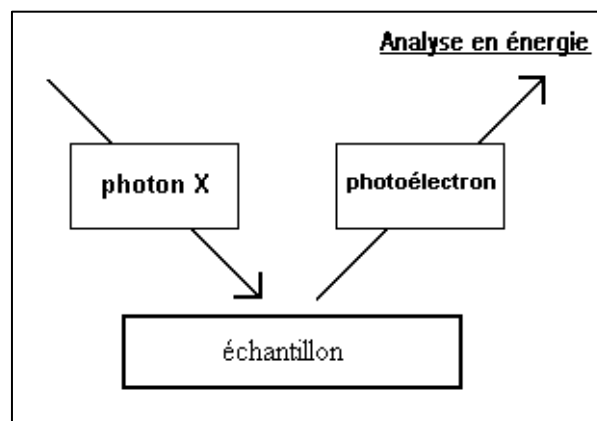 Analyse en énergie
photon X
photoélectron
échantillon